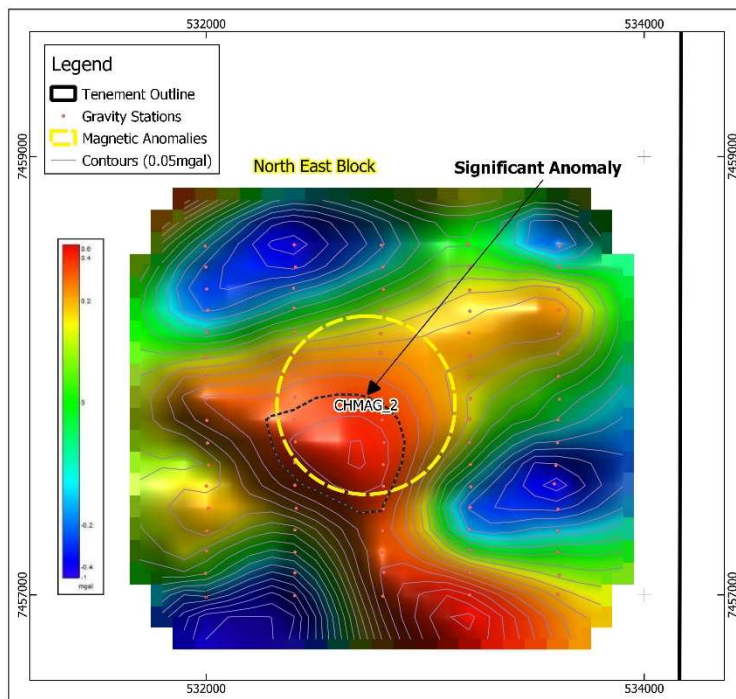 532000
534000
Legend
Tenement Outline
Gravity Stations
Magnetic Anomalies
Contours (0.05mgal)
7459000
7459000
North East Block
Significant Anomaly
0.6
0.4
0.2
0
-0.2
-0.4
-1
mgal
CHMAG_2
7457000
7457000
532000
534000